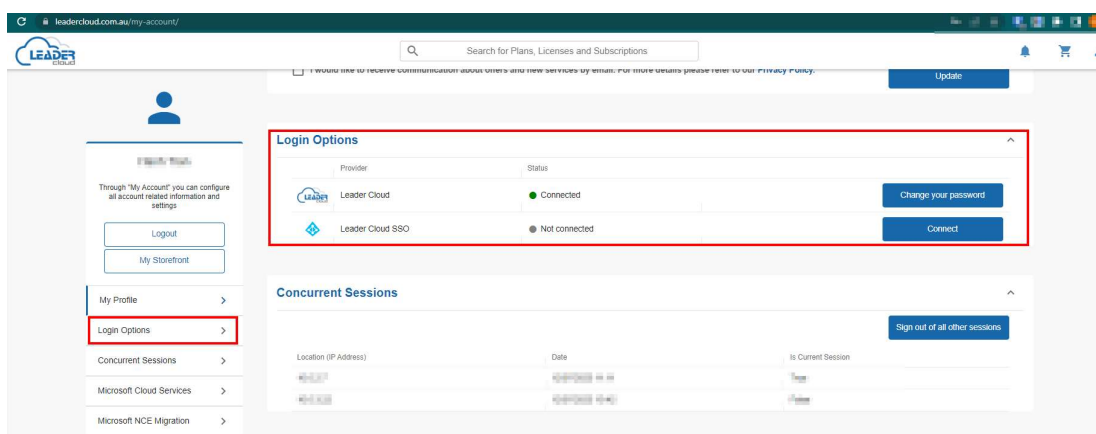 leadercloud.com.au/my-account/
LEADER
cloud
Search for Plans, Licenses and Subscriptions
I would like to receive communication about offers and new services by email. For more details please refer to our Privacy Policy.
Update
Through "My Account" you can configure
all account related information and
settings
Logout
My Storefront
My Profile
Login Options
Concurrent Sessions
Microsoft Cloud Services
Microsoft NCE Migration
Login Options
Provider Status
LEADER Leader Cloud Connected Change your password
Leader Cloud SSO Not connected Connect
Concurrent Sessions
Sign out of all other sessions
Location (IP Address) Date Is Current Session